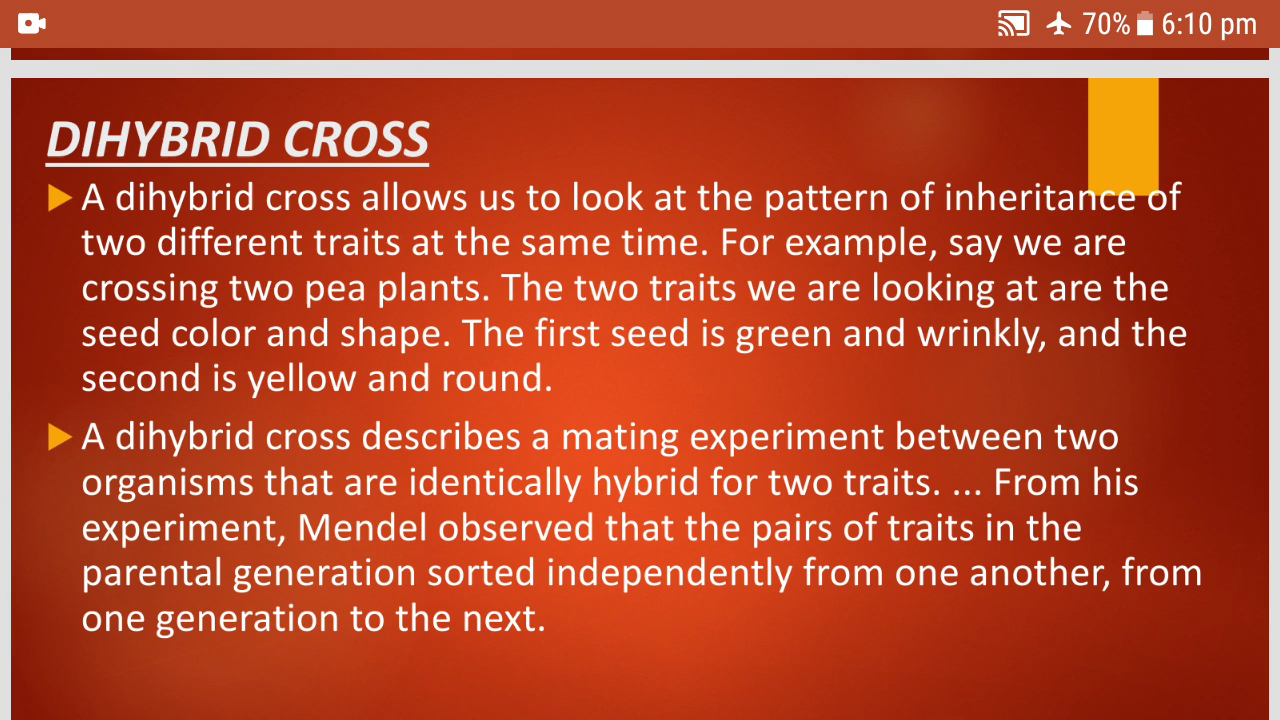 70% 6:10 pm
DIHYBRID CROSS
A dihybrid cross allows us to look at the pattern of inheritance of
two different traits at the same time. For example, say we are
crossing two pea plants. The two traits we are looking at are the
seed color and shape. The first seed is green and wrinkly, and the
second is yellow and round.
A dihybrid cross describes a mating experiment between two
organisms that are identically hybrid for two traits. ... From his
experiment, Mendel observed that the pairs of traits in the
parental generation sorted independently from one another, from
one generation to the next.